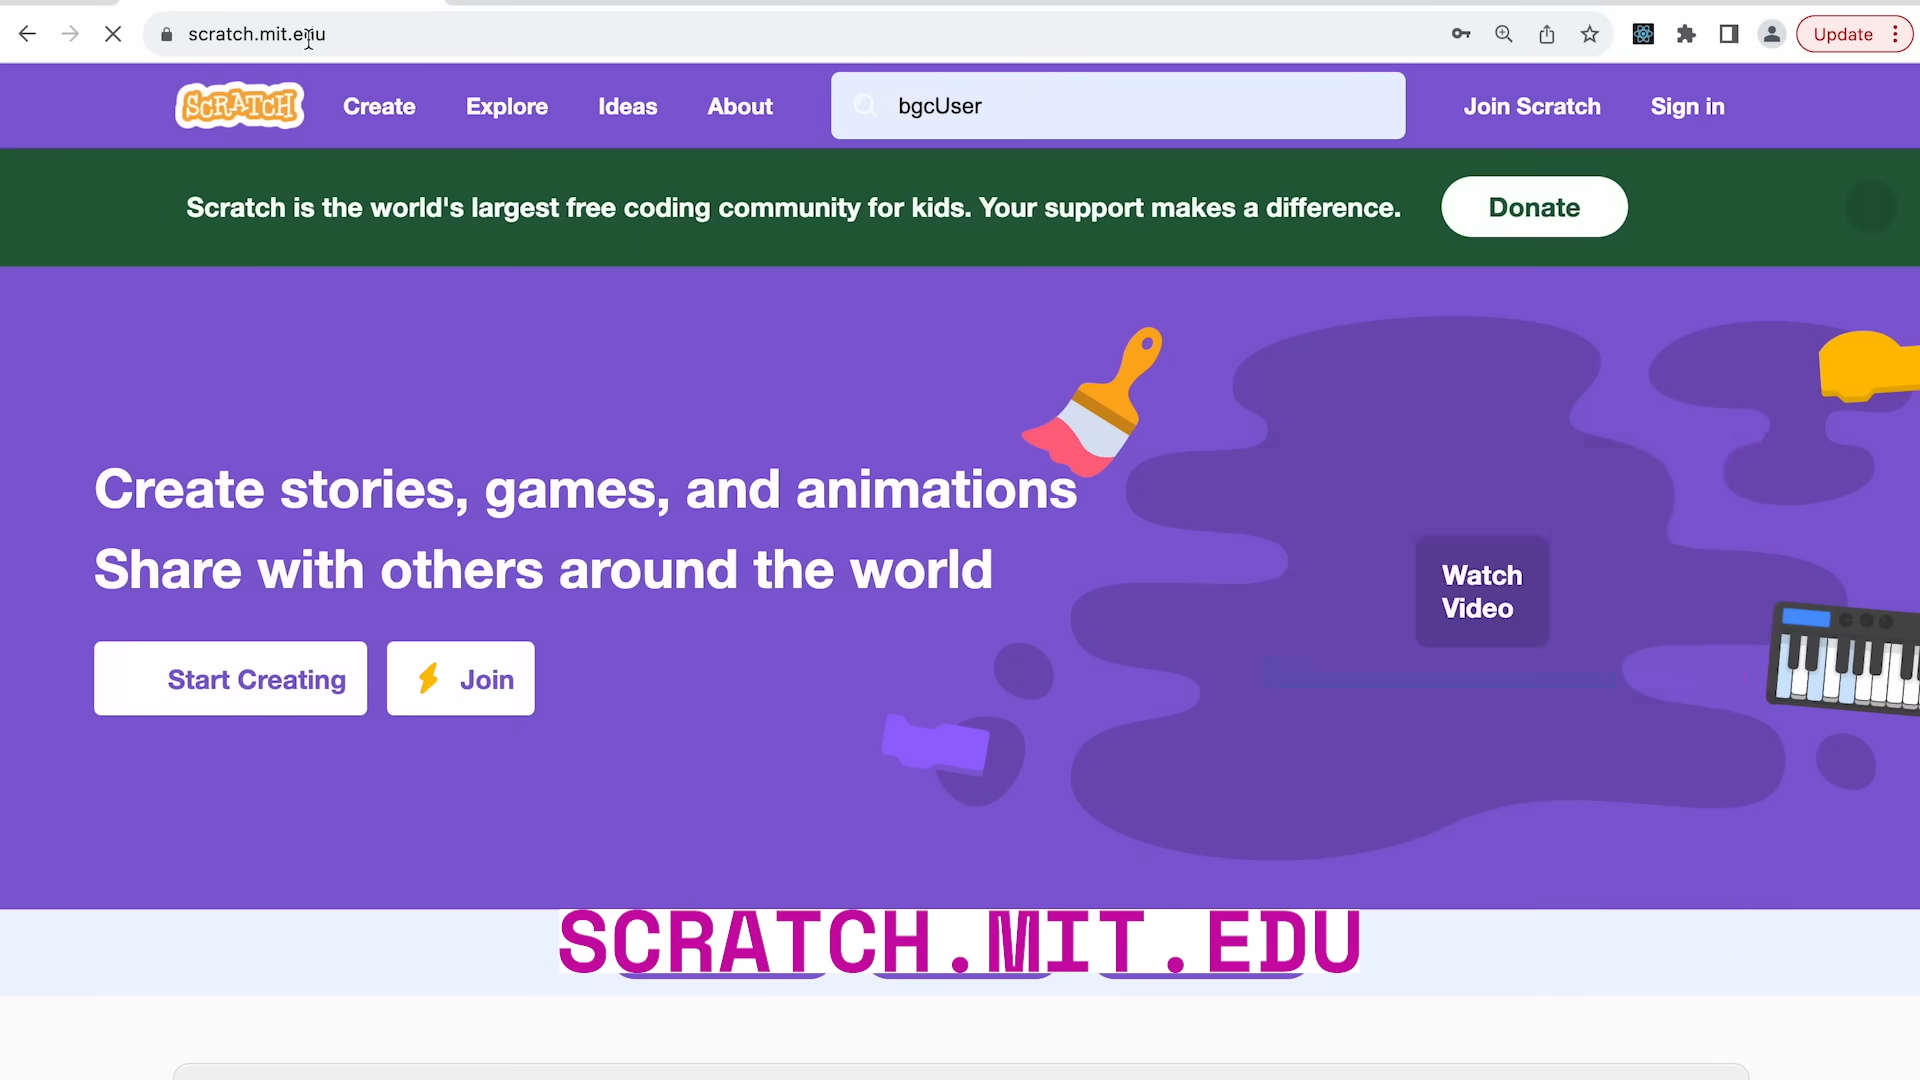 scratch.mit.edu
Update
SCRATCH
Create
Explore
Ideas
About
bgcUser
Join Scratch
Sign in
Scratch is the world's largest free coding community for kids. Your support makes a difference.
Donate
Create stories, games, and animations
Share with others around the world
Watch
Video
Start Creating
Join
SCRATCH.MIT.EDU